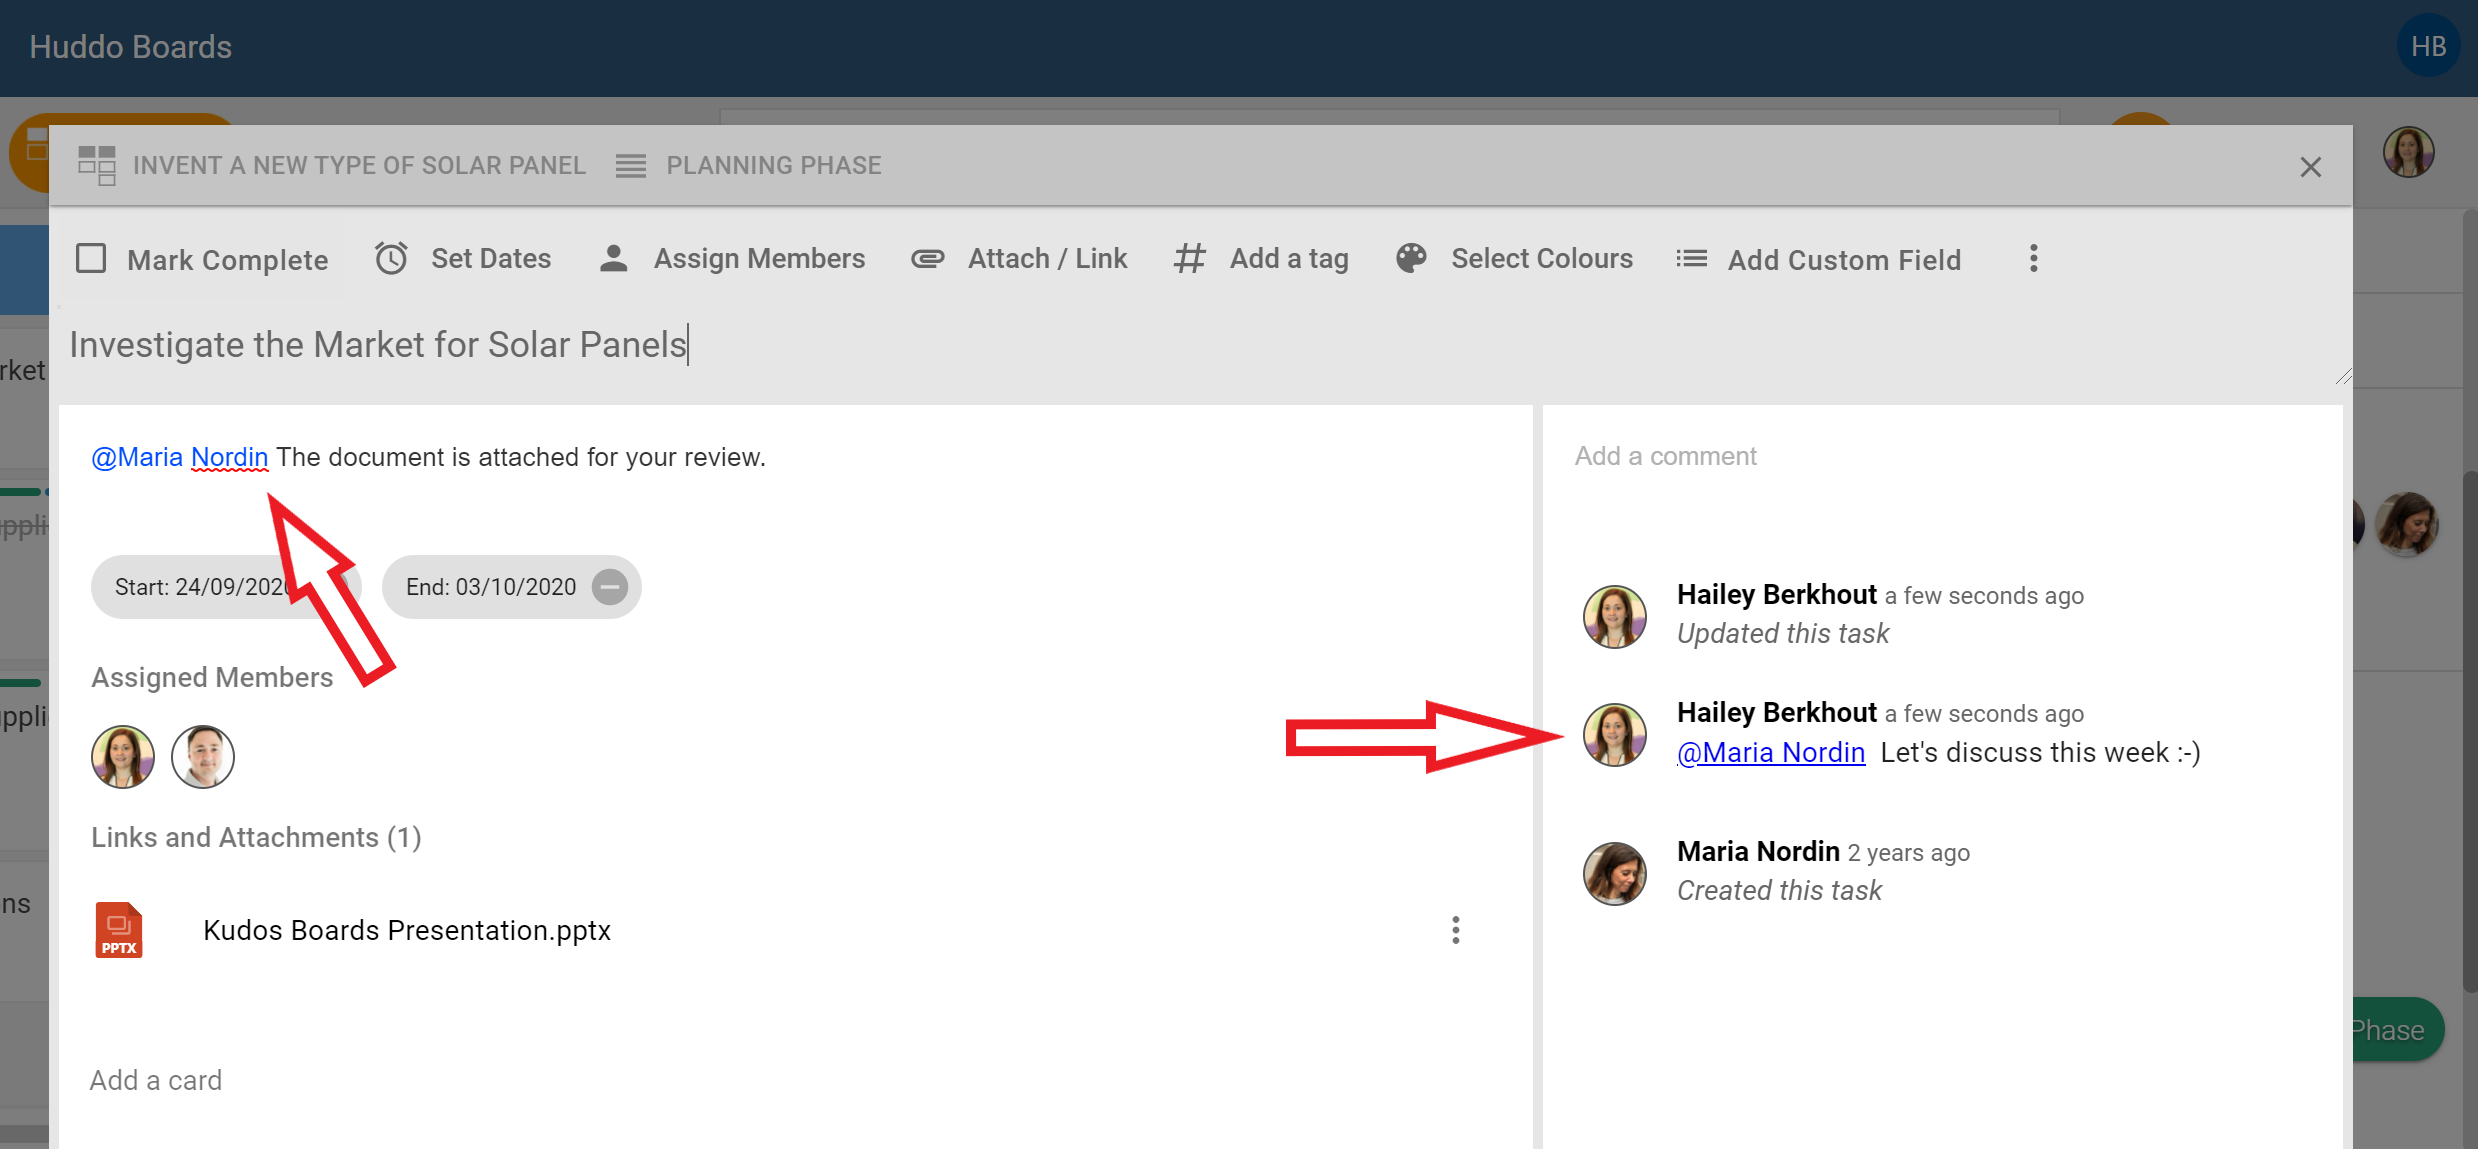 Huddo Boards
HB
INVENT A NEW TYPE OF SOLAR PANEL PLANNING PHASE
Mark Complete Set Dates Assign Members Attach / Link Add a tag Select Colours Add Custom Field
Investigate the Market for Solar Panels
rket
@Maria Nordin The document is attached for your review.
Add a comment
Start: 24/09/2020 End: 03/10/2020
Hailey Berkhout a few seconds ago
Updated this task
Assigned Members
Hailey Berkhout a few seconds ago
@Maria Nordin Let's discuss this week :-)
Links and Attachments (1)
Maria Nordin 2 years ago
Created this task
PPTX
Kudos Boards Presentation.pptx
ns
Phase
Add a card